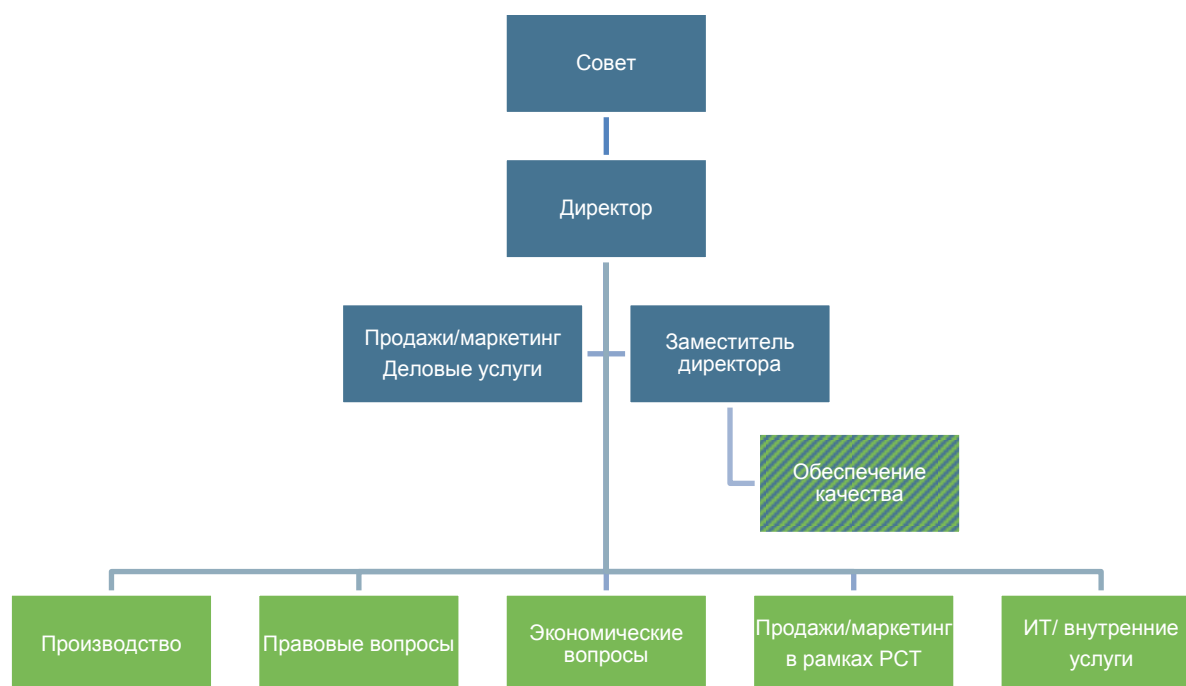 Совет
Директор
Продажи/маркетинг
Деловые услуги
Заместитель
директора
Обеспечение
качества
Производство
Правовые вопросы
Экономические
вопросы
Продажи/маркетинг
в рамках РСТ
ИТ/ внутренние
услуги